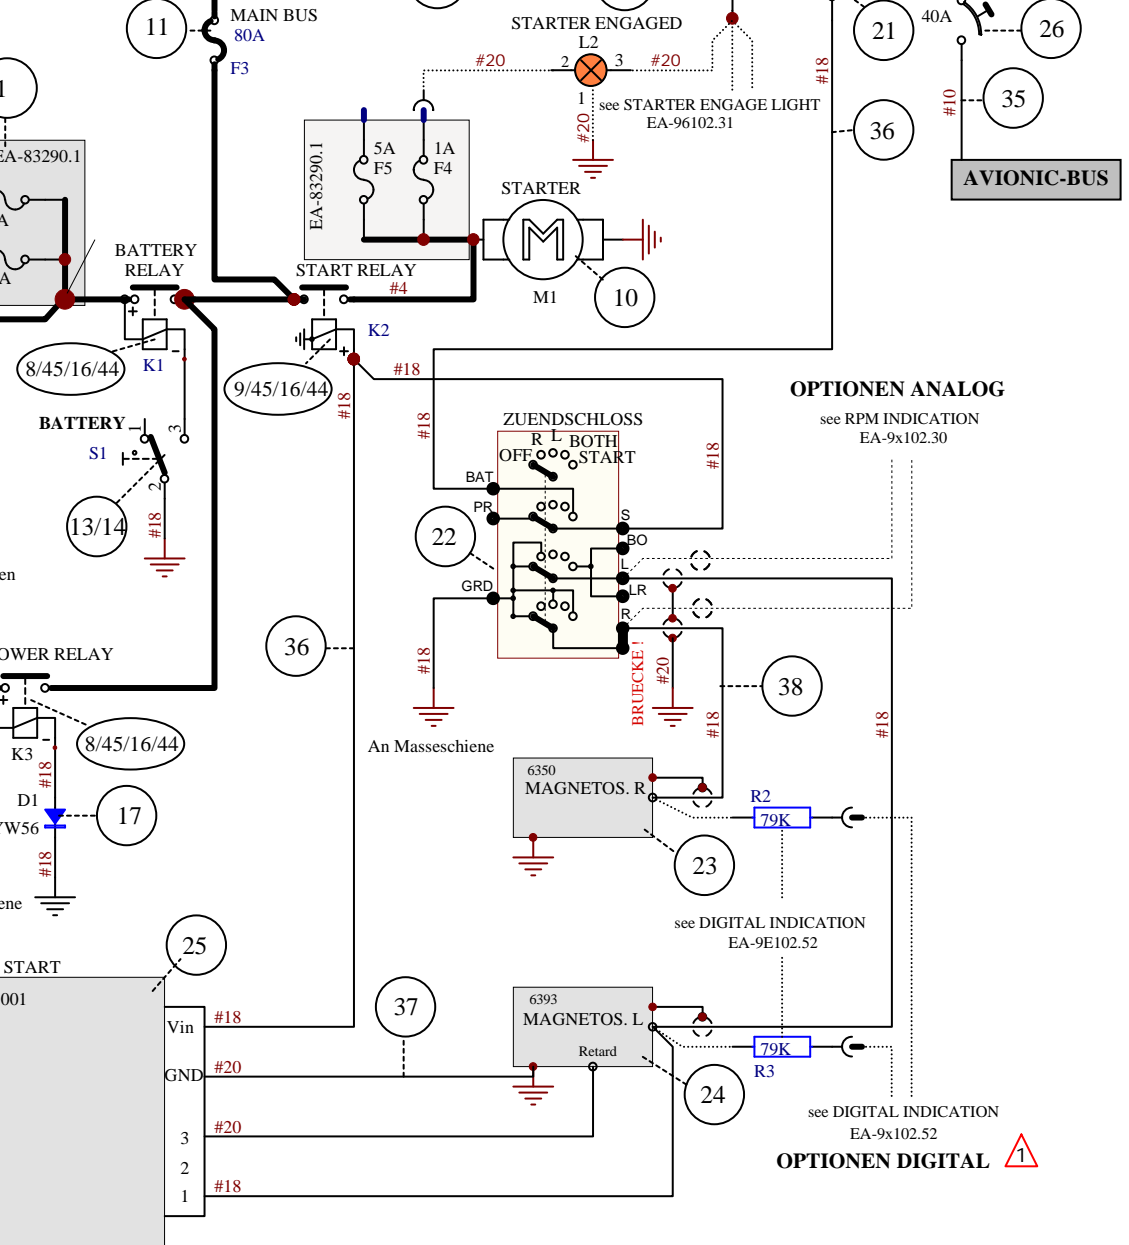 11
MAIN BUS
80A
F3
STARTER ENGAGED
L2
2
3
1
#20
#20
#20
see STARTER ENGAGE LIGHT
EA-96102.31
#18
21
36
40A
26
#10
35
AVIONIC-BUS
1
EA-83290.1
A
A
EA-83290.1
5A
F5
1A
F4
STARTER
M1
10
BATTERY
RELAY
+
-
K1
8/45/16/44
START RELAY
#4
K2
+
9/45/16/44
#18
#18
#18
#18
BATTERY
S1
1
3
2
13/14
#18
en
ZUENDSCHLOSS
R
L
BOTH
OFF
START
BAT
PR
GRD
S
BO
L
LR
R
22
#18
BRUECKE !
#20
An Masseschiene
OPTIONEN ANALOG
see RPM INDICATION
EA-9x102.30
36
38
#18
#18
OWER RELAY
+
-
K3
8/45/16/44
#18
D1
YW56
17
#18
ene
6350
MAGNETOS. R
23
R2
79K
see DIGITAL INDICATION
EA-9E102.52
25
START
001
Vin
GND
3
2
1
#18
#20
#20
#18
37
6393
MAGNETOS. L
Retard
24
79K
R3
see DIGITAL INDICATION
EA-9x102.52
OPTIONEN DIGITAL
1